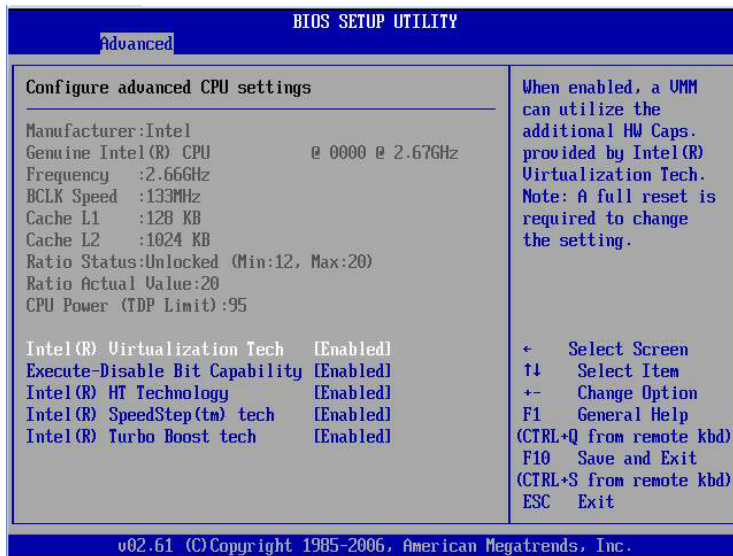 BIOS SETUP UTILITY
Advanced
Configure advanced CPU settings
Manufacturer:Intel
Genuine Intel(R) CPU @ 0000 @ 2.67GHz
Frequency :2.66GHz
BCLK Speed :133MHz
Cache L1 :128 KB
Cache L2 :1024 KB
Ratio Status:Unlocked (Min:12, Max:20)
Ratio Actual Value:20
CPU Power (TDP Limit):95
Intel(R) Virtualization Tech [Enabled]
Execute-Disable Bit Capability [Enabled]
Intel(R) HT Technology [Enabled]
Intel(R) SpeedStep(tm) tech [Enabled]
Intel(R) Turbo Boost tech [Enabled]
When enabled, a VMM
can utilize the
additional HW Caps.
provided by Intel(R)
Virtualization Tech.
Note: A full reset is
required to change
the setting.
← Select Screen
↑↓ Select Item
+- Change Option
F1 General Help
(CTRL+Q from remote kbd)
F10 Save and Exit
(CTRL+S from remote kbd)
ESC Exit
v02.61 (C)Copyright 1985-2006, American Megatrends, Inc.